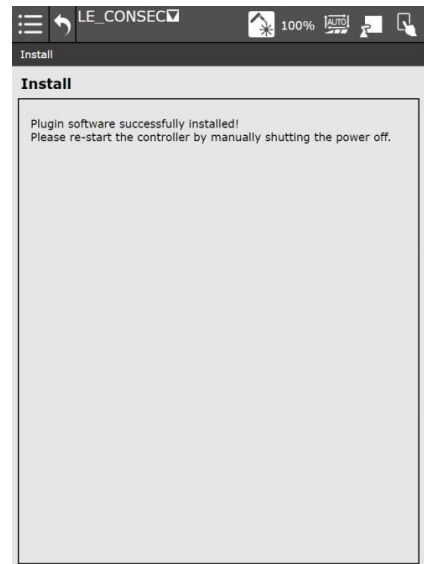 LE_CONSEC
100%
AUTO
Install
Install
Plugin software successfully installed!
Please re-start the controller by manually shutting the power off.